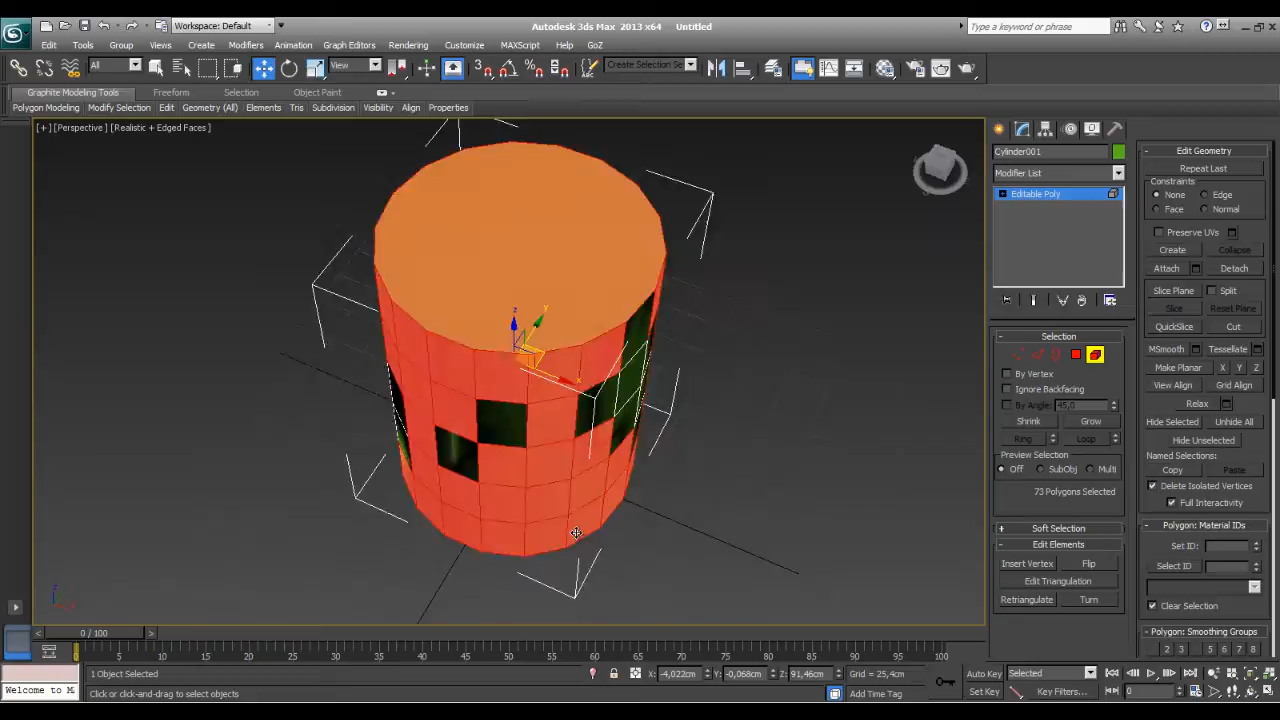 Workspace: Default
Autodesk 3ds Max 2013 x64 Untitled
Type a keyword or phrase
Edit Tools Group Views Create Modifiers Animation Graph Editors Rendering Customize MAXScript Help GoZ
All
View
Create Selection Se
Graphite Modeling Tools Freeform Selection Object Paint
Polygon Modeling Modify Selection Edit Geometry (All) Elements Tris Subdivision Visibility Align Properties
[ + ] [Perspective ] [Realistic + Edged Faces ]
z
y
x
Cylinder001
Modifier List
Editable Poly
- Selection
By Vertex
Ignore Backfacing
By Angle: 45,0
Shrink Grow
Ring Loop
Preview Selection
Off SubObj Multi
73 Polygons Selected
+ Soft Selection
- Edit Elements
Insert Vertex Flip
Edit Triangulation
Retriangulate Turn
- Edit Geometry
Repeat Last
Constraints
None Edge
Face Normal
Preserve UVs
Create Collapse
Attach Detach
Slice Plane Split
Slice Reset Plane
QuickSlice Cut
MSmooth Tessellate
Make Planar X Y Z
View Align Grid Align
Relax
Hide Selected Unhide All
Hide Unselected
Named Selections:
Copy Paste
Delete Isolated Vertices
Full Interactivity
- Polygon: Material IDs
Set ID:
Select ID
Clear Selection
- Polygon: Smoothing Groups
2 3 5 6 7 8
0 / 100
5 10 15 20 25 30 35 40 45 50 55 60 65 70 75 80 85 90 95 100
1 Object Selected
X: -4,022cm Y: -0,068cm Z: 91,46cm Grid = 25,4cm
Auto Key Selected
Welcome to M
Click or click-and-drag to select objects
Add Time Tag
Set Key Key Filters... 0